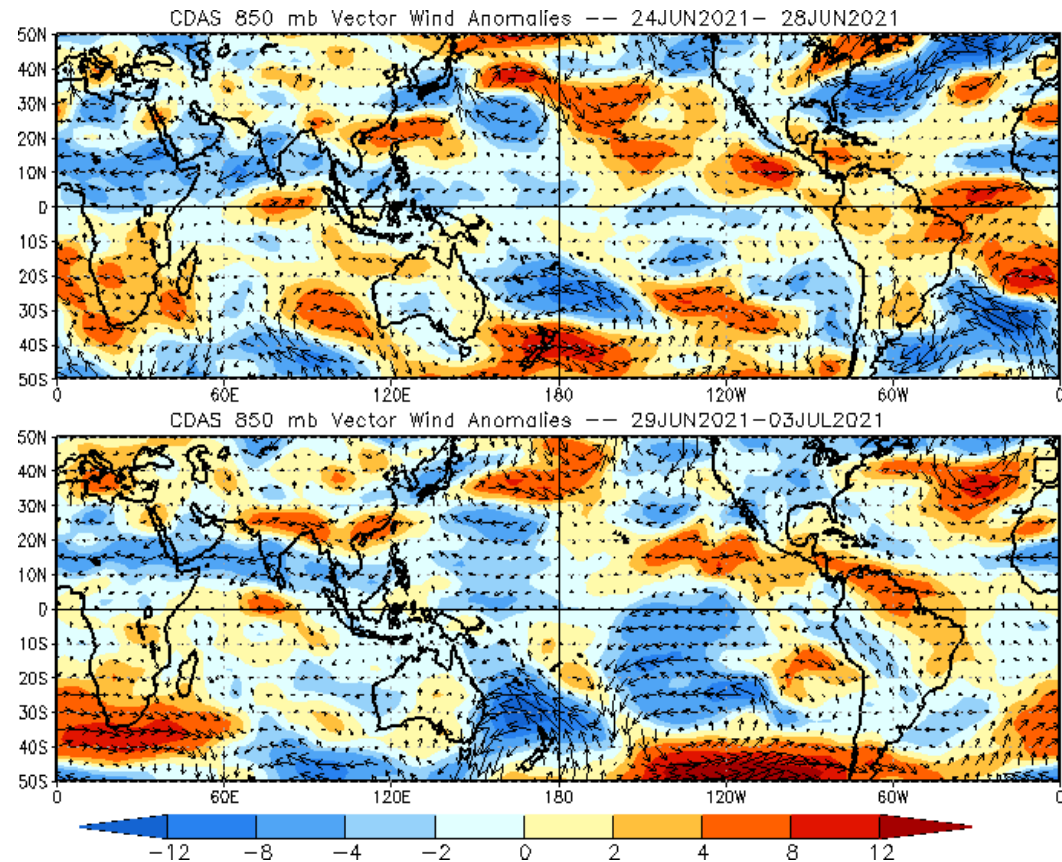 CDAS 850 mb Vector Wind Anomalies -- 24JUN2021- 28JUN2021
50N
40N
30N
20N
10N
0
10S
20S
30S
40S
50S
0 60E 120E 180 120W 60W 0
CDAS 850 mb Vector Wind Anomalies -- 29JUN2021-03JUL2021
50N
40N
30N
20N
10N
0
10S
20S
30S
40S
50S
0 60E 120E 180 120W 60W 0
-12 -8 -4 -2 0 2 4 8 12